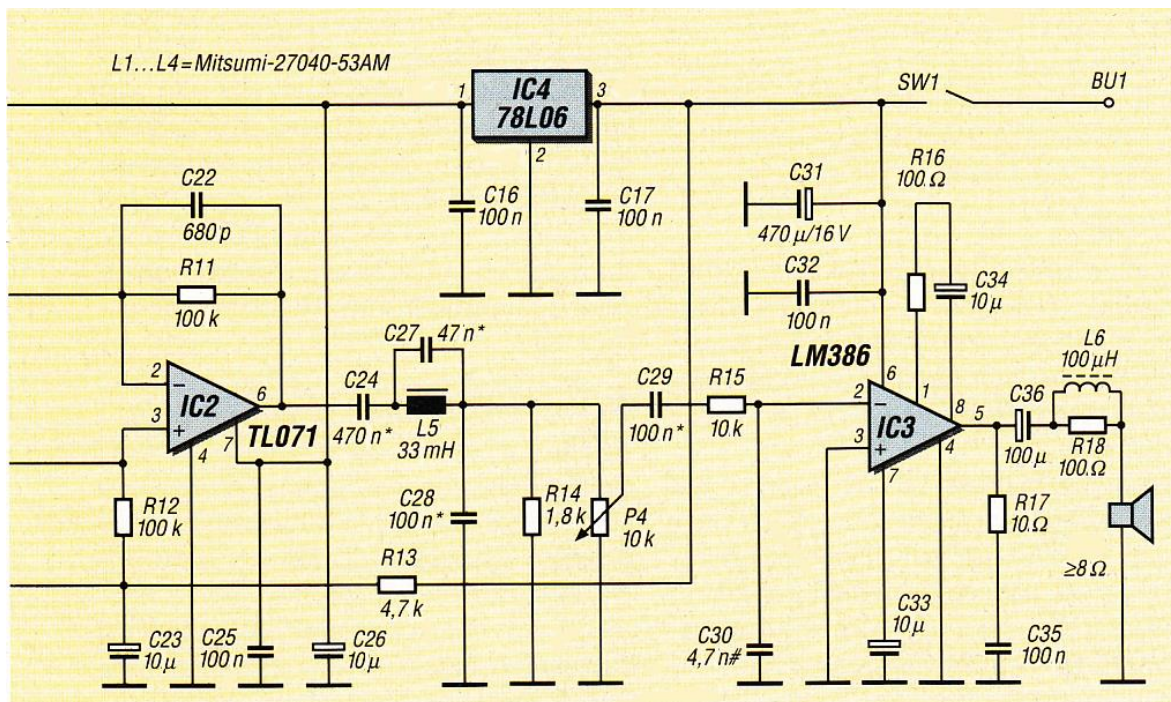 L1...L4=Mitsumi-27040-53AM
1
IC4
78L06
3
2
SW1
BU1
C22
680 p
R11
100 k
C16
100 n
C17
100 n
C31
470 µ/16 V
C32
100 n
R16
100.Ω
C34
10 µ
LM386
L6
100 µH
2
3
IC2
6
7
4
TL071
C27
47 n*
C24
470 n*
L5
33 mH
C29
100 n*
R15
10.k
2
3
6
1
IC3
8
5
4
7
C36
100 µ
R18
100.Ω
R12
100 k
C28
100 n*
R14
1,8 k
P4
10 k
R17
10.Ω
≥8 Ω
R13
4,7 k
C23
10 µ
C25
100 n
C26
10 µ
C30
4,7 n#
C33
10 µ
C35
100 n